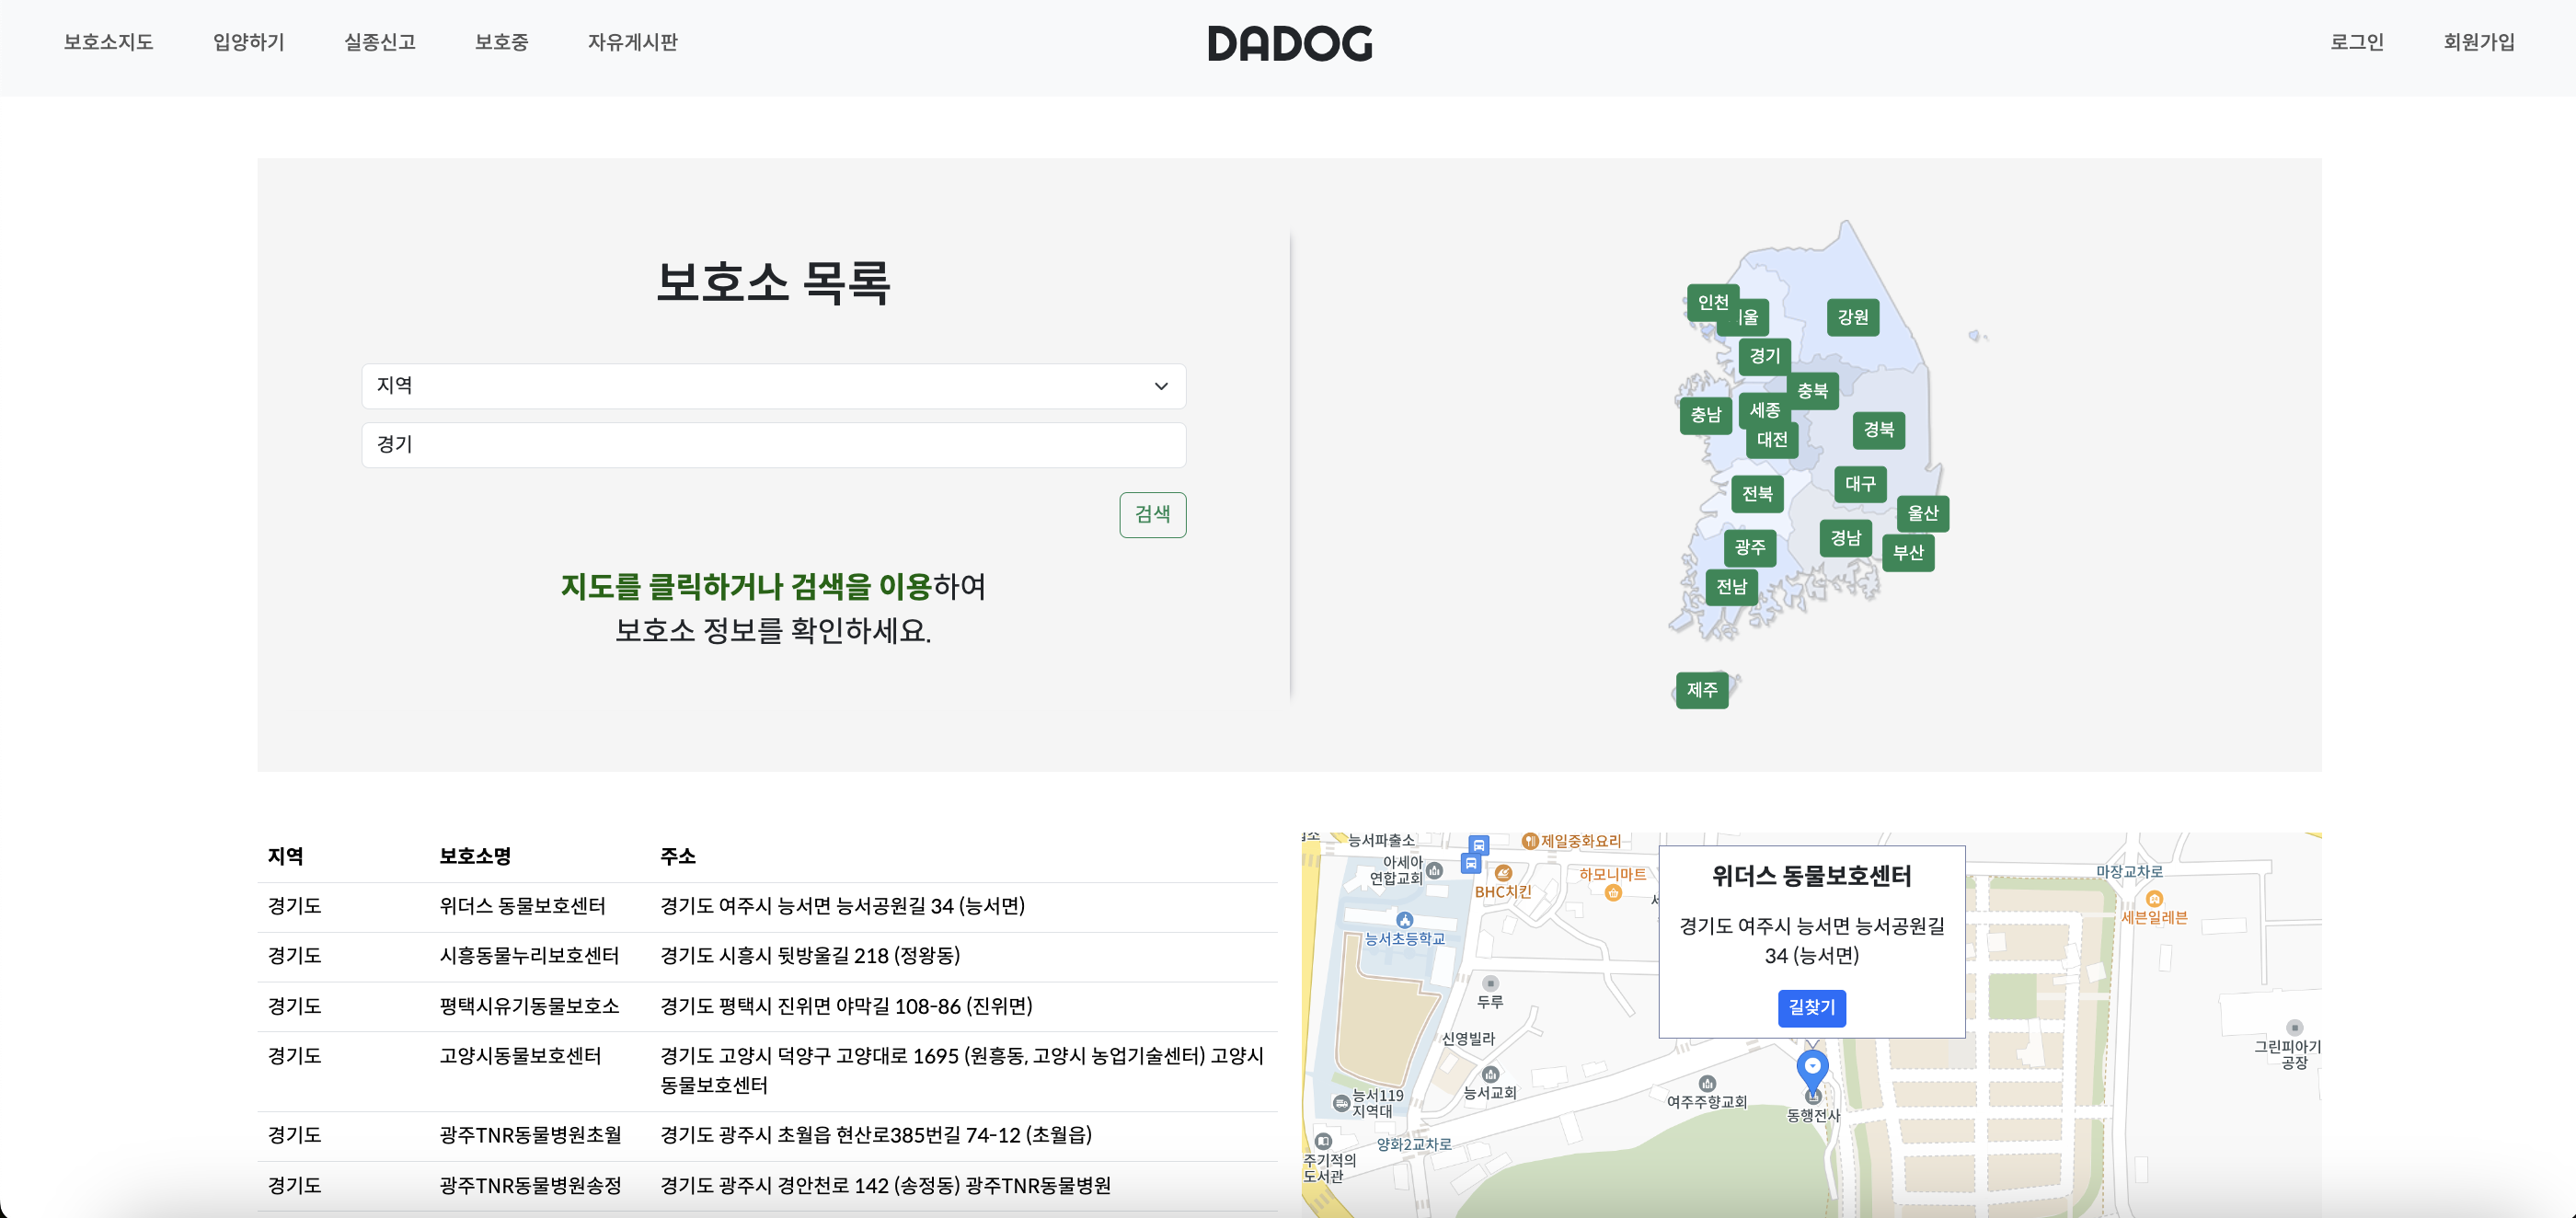 보호소지도 입양하기 실종신고 보호중 자유게시판 DADOG 로그인 회원가입
보호소 목록
지역
경기
검색
지도를 클릭하거나 검색을 이용하여
보호소 정보를 확인하세요.
인천
강원
경기
충북
충남
세종
대전
경북
대구
전북
울산
경남
부산
광주
전남
제주
지역 보호소명 주소
경기도 위더스 동물보호센터 경기도 여주시 능서면 능서공원길 34 (능서면)
경기도 시흥동물누리보호센터 경기도 시흥시 뒷방울길 218 (정왕동)
경기도 평택시유기동물보호소 경기도 평택시 진위면 야막길 108-86 (진위면)
경기도 고양시동물보호센터 경기도 고양시 덕양구 고양대로 1695 (원흥동, 고양시 농업기술센터) 고양시
동물보호센터
경기도 광주TNR동물병원초월 경기도 광주시 초월읍 현산로385번길 74-12 (초월읍)
경기도 광주TNR동물병원송정 경기도 광주시 경안천로 142 (송정동) 광주TNR동물병원
능서파출소
제일중화요리
아세아
연합교회
BHC치킨
하모니마트
능서초등학교
위더스 동물보호센터
경기도 여주시 능서면 능서공원길
34 (능서면)
길찾기
마장교차로
세븐일레븐
두루
신영빌라
능서교회
능서119
지역대
여주주향교회
동행전사
그린피아기
공장
양화2교차로
주기적의
도서관